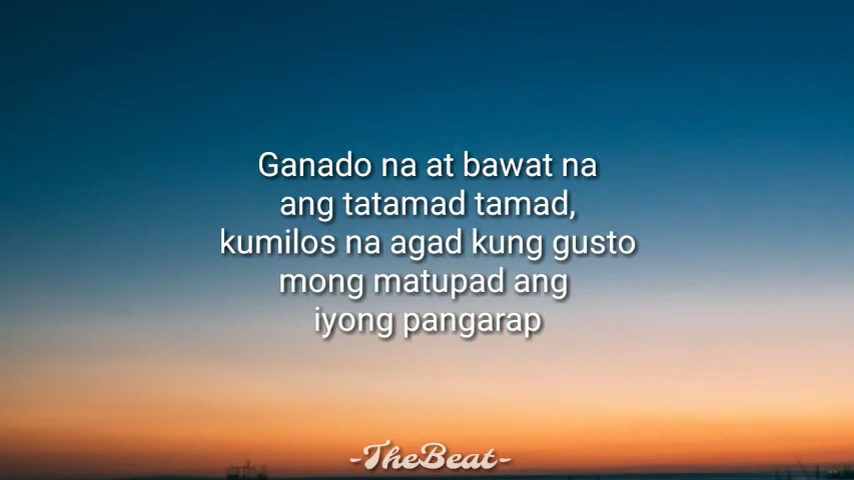 Ganado na at bawat na
ang tatamad tamad,
kumilos na agad kung gusto
mong matupad ang
iyong pangarap
-TheBeat-